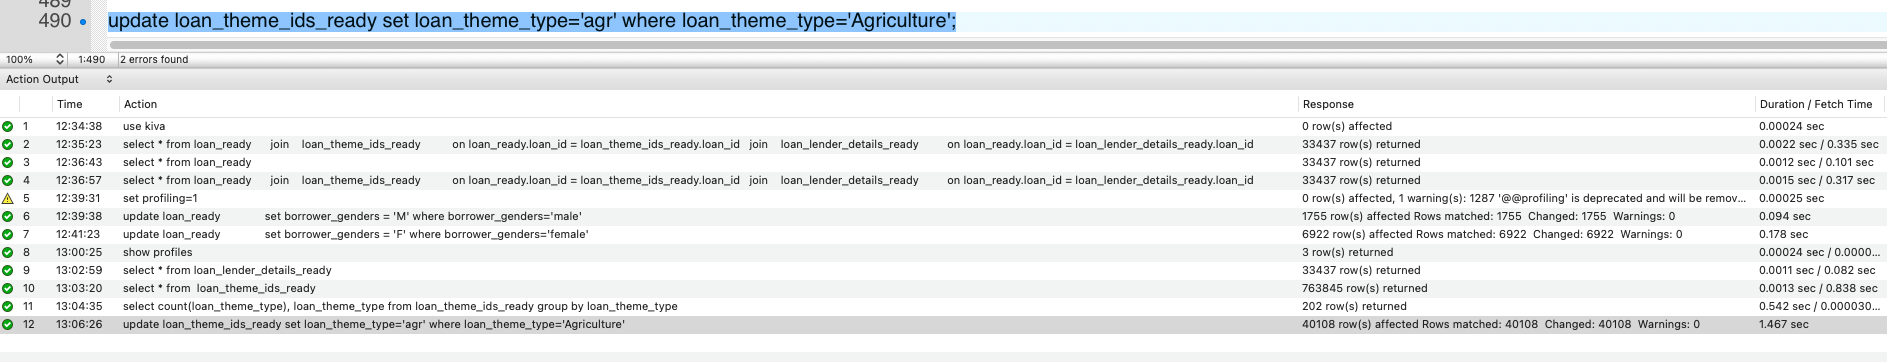 489
490 update loan_theme_ids_ready set loan_theme_type='agr' where loan_theme_type='Agriculture';
100% 1:490 2 errors found
Action Output
Time Action Response Duration / Fetch Time
1 12:34:38 use kiva 0 row(s) affected 0.00024 sec
2 12:35:23 select * from loan_ready join loan_theme_ids_ready on loan_ready.loan_id = loan_theme_ids_ready.loan_id join loan_lender_details_ready on loan_ready.loan_id = loan_lender_details_ready.loan_id 33437 row(s) returned 0.0022 sec / 0.335 sec
3 12:36:43 select * from loan_ready 33437 row(s) returned 0.0012 sec / 0.101 sec
4 12:36:57 select * from loan_ready join loan_theme_ids_ready on loan_ready.loan_id = loan_theme_ids_ready.loan_id join loan_lender_details_ready on loan_ready.loan_id = loan_lender_details_ready.loan_id 33437 row(s) returned 0.0015 sec / 0.317 sec
5 12:39:31 set profiling=1 0 row(s) affected, 1 warning(s): 1287 '@@profiling' is deprecated and will be remov... 0.00025 sec
6 12:39:38 update loan_ready set borrower_genders = 'M' where borrower_genders='male' 1755 row(s) affected Rows matched: 1755 Changed: 1755 Warnings: 0 0.094 sec
7 12:41:23 update loan_ready set borrower_genders = 'F' where borrower_genders='female' 6922 row(s) affected Rows matched: 6922 Changed: 6922 Warnings: 0 0.178 sec
8 13:00:25 show profiles 3 row(s) returned 0.00024 sec / 0.0000...
9 13:02:59 select * from loan_lender_details_ready 33437 row(s) returned 0.0011 sec / 0.082 sec
10 13:03:20 select * from loan_theme_ids_ready 763845 row(s) returned 0.0013 sec / 0.838 sec
11 13:04:35 select count(loan_theme_type), loan_theme_type from loan_theme_ids_ready group by loan_theme_type 202 row(s) returned 0.542 sec / 0.000030...
12 13:06:26 update loan_theme_ids_ready set loan_theme_type='agr' where loan_theme_type='Agriculture' 40108 row(s) affected Rows matched: 40108 Changed: 40108 Warnings: 0 1.467 sec